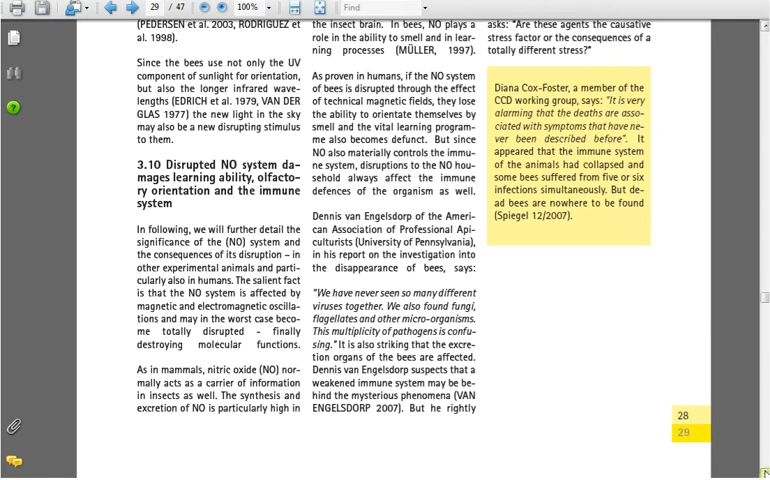 29 / 47
100%
Find
(PEDERSEN et al. 2003, RODRIGUEZ et
al. 1998).
Since the bees use not only the UV
component of sunlight for orientation,
but also the longer infrared wave-
lengths (EDRICH et al. 1979, VAN DER
GLAS 1977) the new light in the sky
may also be a new disrupting stimulus
to them.
3.10 Disrupted NO system da-
mages learning ability, olfacto-
ry orientation and the immune
system
In following, we will further detail the
significance of the (NO) system and
the consequences of its disruption – in
other experimental animals and parti-
cularly also in humans. The salient fact
is that the NO system is affected by
magnetic and electromagnetic oscilla-
tions and may in the worst case beco-
me totally disrupted - finally
destroying molecular functions.
As in mammals, nitric oxide (NO) nor-
mally acts as a carrier of information
in insects as well. The synthesis and
excretion of NO is particularly high in
the insect brain. In bees, NO plays a
role in the ability to smell and in lear-
ning processes (MÜLLER, 1997).
As proven in humans, if the NO system
of bees is disrupted through the effect
of technical magnetic fields, they lose
the ability to orientate themselves by
smell and the vital learning program-
me also becomes defunct. But since
NO also materially controls the immu-
ne system, disruptions to the NO hou-
sehold always affect the immune
defences of the organism as well.
Dennis van Engelsdorp of the Ameri-
can Association of Professional Api-
culturists (University of Pennsylvania),
in his report on the investigation into
the disappearance of bees, says:
"We have never seen so many different
viruses together. We also found fungi,
flagellates and other micro-organisms.
This multiplicity of pathogens is confu-
sing." It is also striking that the excre-
tion organs of the bees are affected.
Dennis van Engelsdorp suspects that a
weakened immune system may be be-
hind the mysterious phenomena (VAN
ENGELSDORP 2007). But he rightly
asks: "Are these agents the causative
stress factor or the consequences of a
totally different stress?"
Diana Cox-Foster, a member of the
CCD working group, says: "It is very
alarming that the deaths are asso-
ciated with symptoms that have ne-
ver been described before". It
appeared that the immune system
of the animals had collapsed and
some bees suffered from five or six
infections simultaneously. But de-
ad bees are nowhere to be found
(Spiegel 12/2007).
28
29